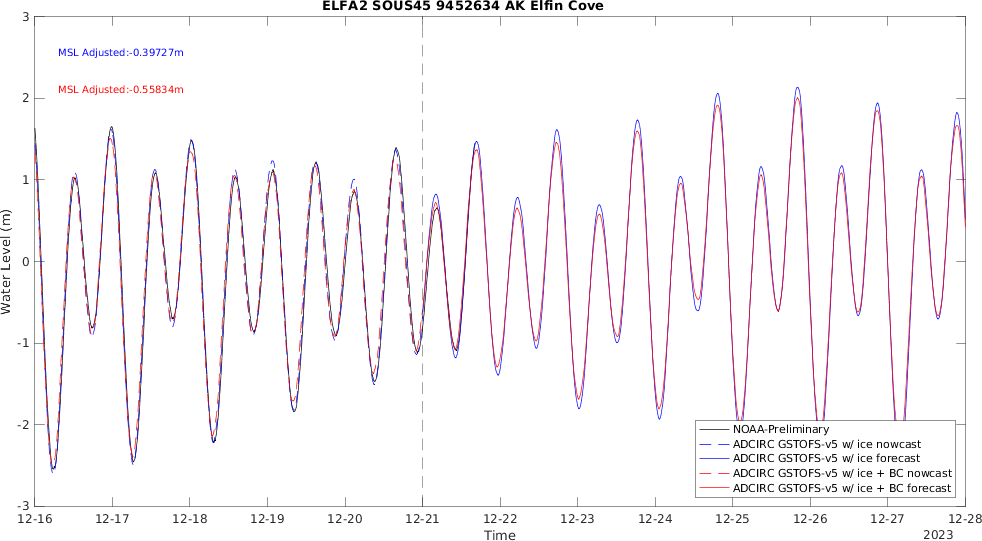 ELFA2 SOUS45 9452634 AK Elfin Cove
MSL Adjusted:-0.39727m
MSL Adjusted:-0.55834m
3
2
1
0
-1
-2
-3
Water Level (m)
NOAA-Preliminary
ADCIRC GSTOFS-v5 w/ ice nowcast
ADCIRC GSTOFS-v5 w/ ice forecast
ADCIRC GSTOFS-v5 w/ ice + BC nowcast
ADCIRC GSTOFS-v5 w/ ice + BC forecast
12-16 12-17 12-18 12-19 12-20 12-21 12-22 12-23 12-24 12-25 12-26 12-27 12-28
Time
2023